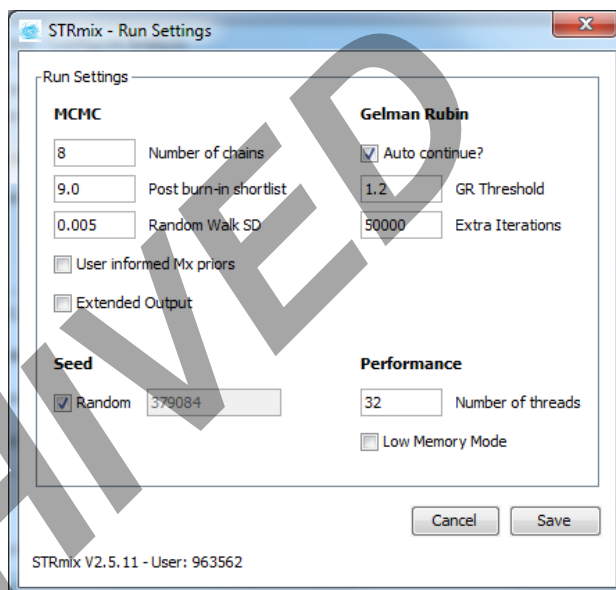 STRmix - Run Settings
Run Settings
MCMC
8 Number of chains
9.0 Post burn-in shortlist
0.005 Random Walk SD
User informed Mx priors
Extended Output
Gelman Rubin
Auto continue?
1.2 GR Threshold
50000 Extra Iterations
Seed
Random 379084
Performance
32 Number of threads
Low Memory Mode
Cancel Save
STRmix V2.5.11 - User: 963562
HIVED